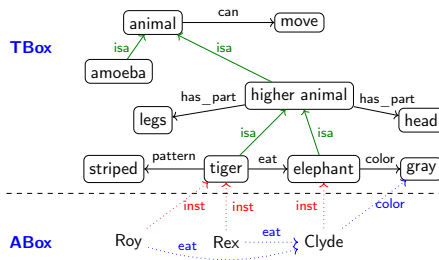 animal can move
TBox isa isa
amoeba
higher animal
has_part has_part
legs head
isa isa
striped pattern tiger eat elephant color gray
inst inst inst color
ABox Roy Rex eat Clyde
eat